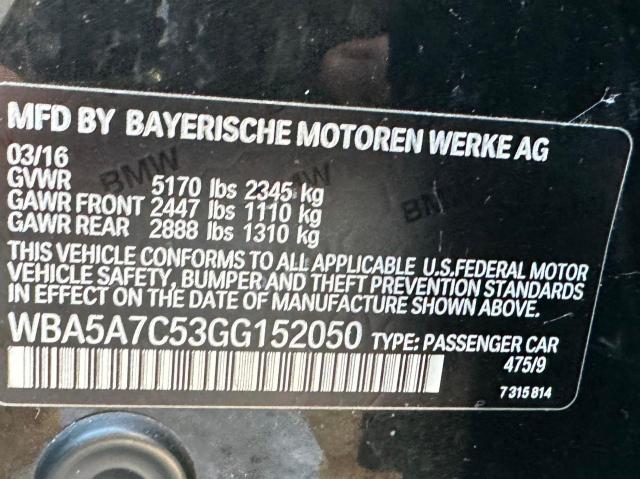 MFD BY BAYERISCHE MOTOREN WERKE AG
03/16
GVWR 5170 lbs 2345 kg
GAWR FRONT 2447 lbs 1110 kg
GAWR REAR 2888 lbs 1310 kg
BMW BMW
THIS VEHICLE CONFORMS TO ALL APPLICABLE U.S.FEDERAL MOTOR
VEHICLE SAFETY, BUMPER AND THEFT PREVENTION STANDARDS
IN EFFECT ON THE DATE OF MANUFACTURE SHOWN ABOVE.
WBA5A7C53GG152050 TYPE: PASSENGER CAR
475/9
7 315 814